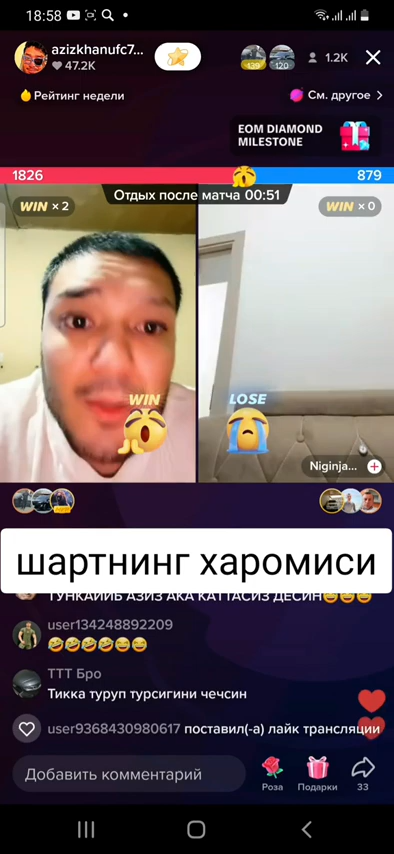 18:58
azizkhanufc7...
47.2K
139
120
1.2K
Рейтинг недели
См. другое
EOM DIAMOND
MILESTONE
1826
879
Отдых после матча 00:51
WIN × 2
WIN × 0
WIN
LOSE
Niginja...
шартнинг харомиси
ТУНКАЙИБ АЗИЗ АКА КАТТАСИЗ ДЕСИН😅😅😅
user134248892209
🤣🤣🤣🤣😂😂
ТТТ Бро
Тикка туруп турсигини чечсин
user9368430980617 поставил(-а) лайк трансляции
Добавить комментарий
Роза
Подарки
33